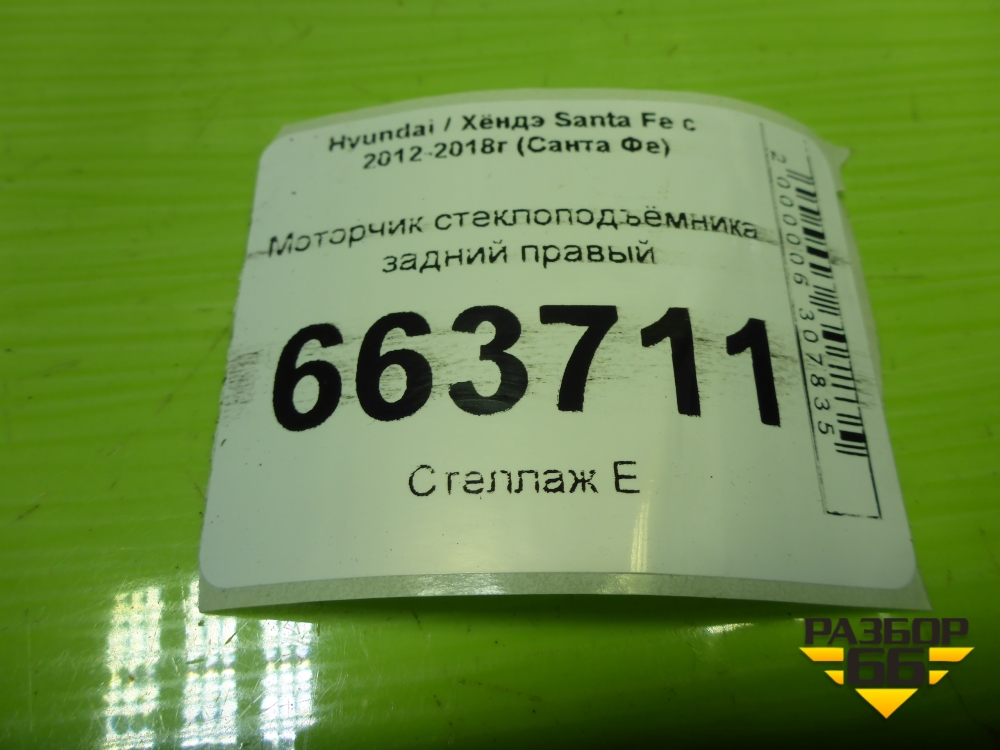 Hyundai / Хёндэ Santa Fe с
2012-2018г (Санта Фе)
Моторчик стеклоподъёмника
задний правый
663711
Стеллаж Е
2000006307835
РАЗБОР
66